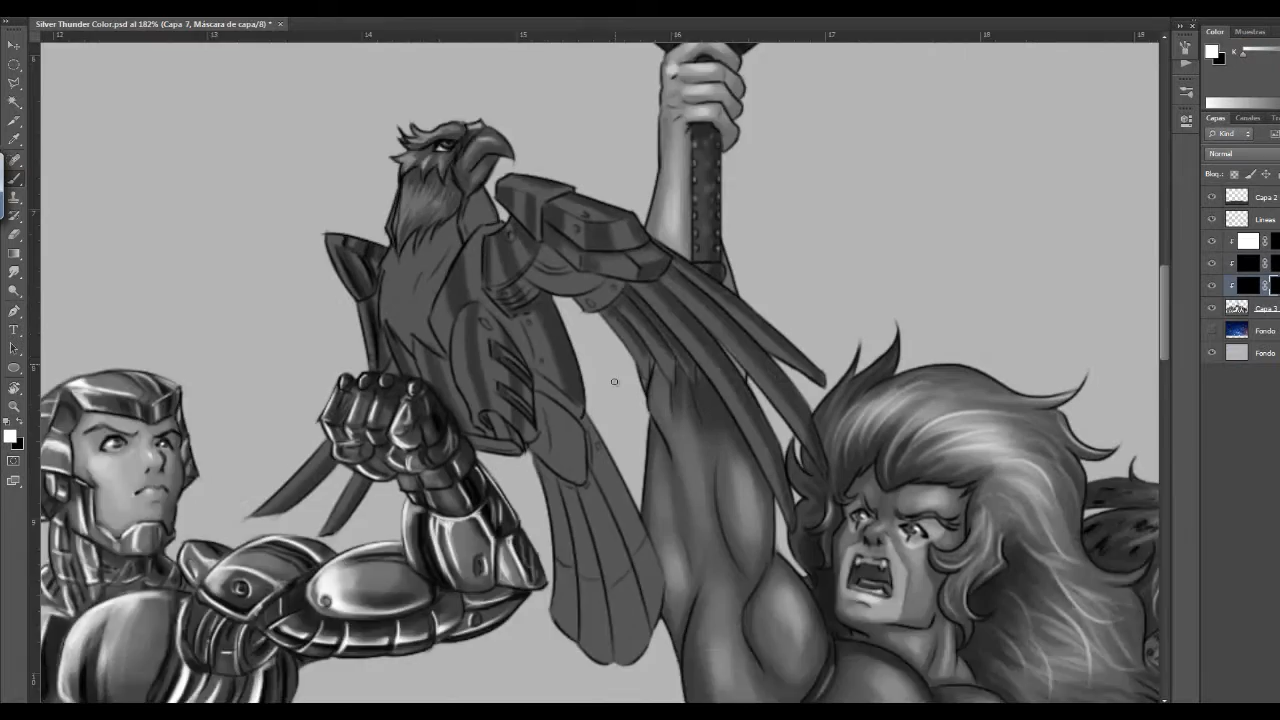 Silver Thunder Color.psd al 182% (Capa 7, Máscara de capa/8) * ×
12 13 14 15 16 17 18 19
Color Muestras
K
Capas Canales
Kind
Normal
Bloq.:
Capa 2
Lineas
Capa 3
Fondo
Fondo